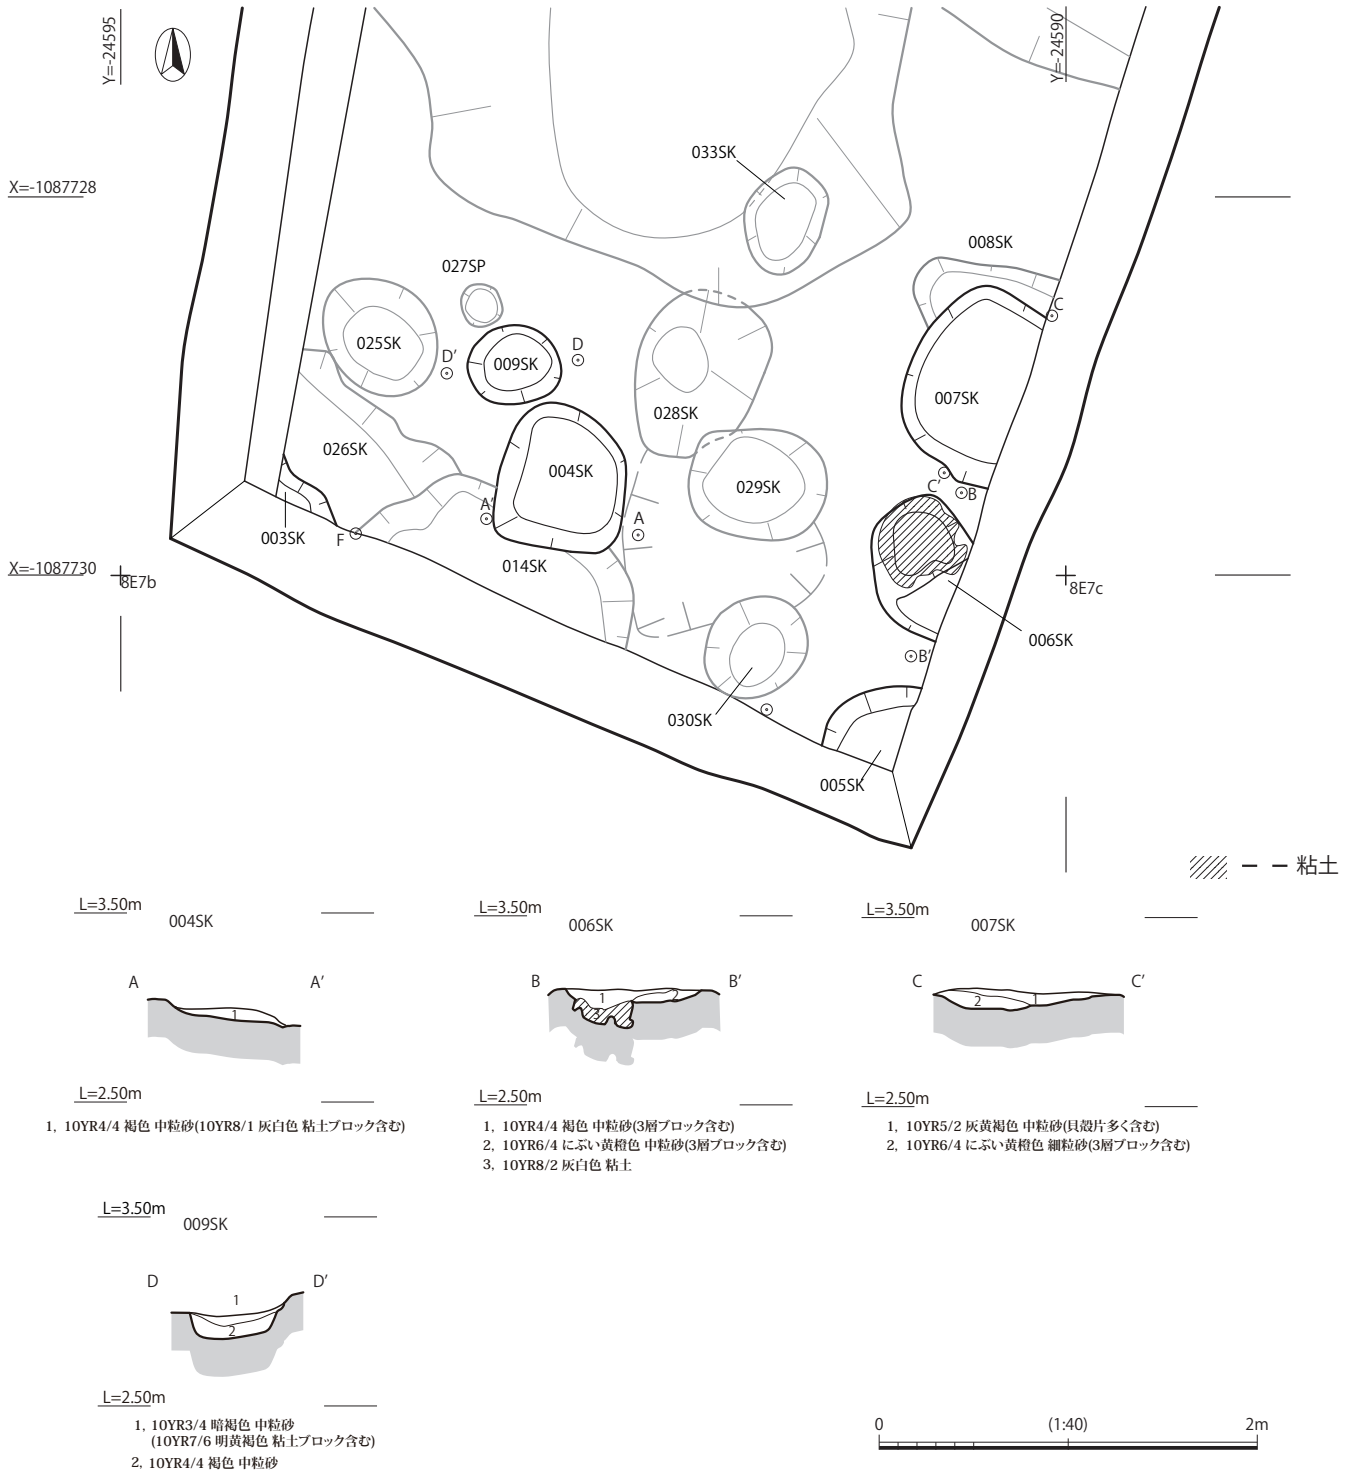 Y=-24595
Y=-24590
033SK
X=-1087728
008SK
027SP
C
025SK
D′
009SK
D
007SK
028SK
026SK
004SK
029SK
C′
B
A′
A
003SK
F
014SK
X=-1087730
8E7b
8E7c
006SK
B′
030SK
005SK
粘土
L=3.50m
004SK
A
A′
1
L=2.50m
1, 10YR4/4 褐色 中粒砂(10YR8/1 灰白色 粘土ブロック含む)
L=3.50m
006SK
B
B′
1
2
3
L=2.50m
1, 10YR4/4 褐色 中粒砂(3層ブロック含む)
2, 10YR6/4 にぶい黄橙色 中粒砂(3層ブロック含む)
3, 10YR8/2 灰白色 粘土
L=3.50m
007SK
C
C′
2
1
L=2.50m
1, 10YR5/2 灰黄褐色 中粒砂(貝殻片多く含む)
2, 10YR6/4 にぶい黄橙色 細粒砂(3層ブロック含む)
L=3.50m
009SK
D
D′
1
2
L=2.50m
1, 10YR3/4 暗褐色 中粒砂
(10YR7/6 明黄褐色 粘土ブロック含む)
2, 10YR4/4 褐色 中粒砂
0
(1:40)
2m